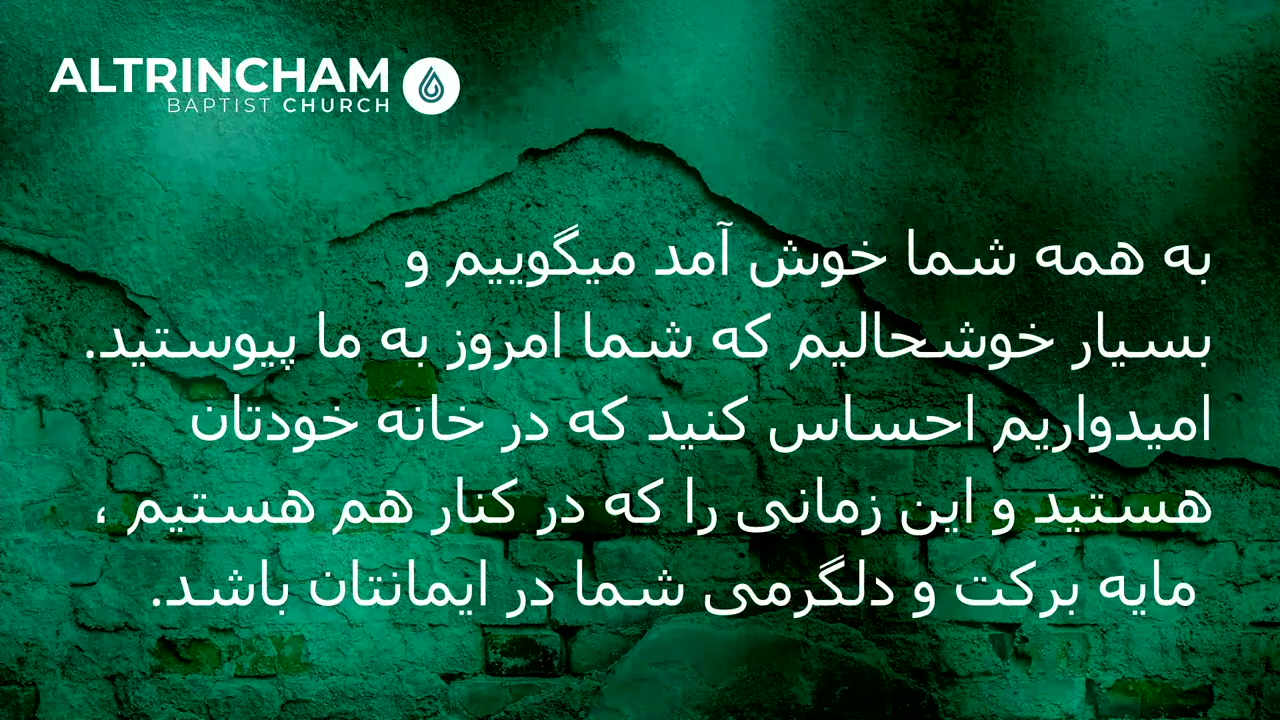 ALTRINCHAM
BAPTIST CHURCH
به همه شما خوش آمد میگوییم و
بسیار خوشحالیم که شما امروز به ما پیوستید.
امیدواریم احساس کنید که در خانه خودتان
هستید و این زمانی را که در کنار هم هستیم ،
مایه برکت و دلگرمی شما در ایمانتان باشد.